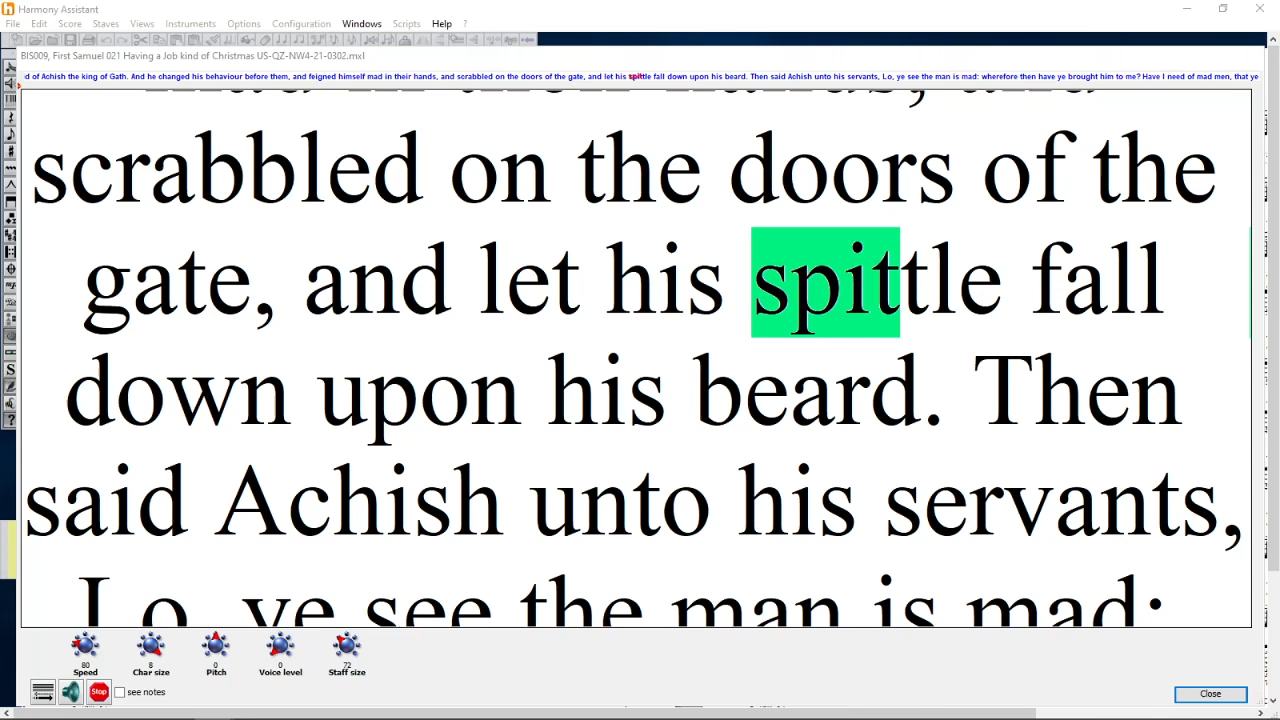 Harmony Assistant
File Edit Score Staves Views Instruments Options Configuration Windows Scripts Help ?
BIS009, First Samuel 021 Having a Job kind of Christmas US-QZ-NW4-21-0302.mxl
d of Achish the king of Gath. And he changed his behaviour before them, and feigned himself mad in their hands, and scrabbled on the doors of the gate, and let his spittle fall down upon his beard. Then said Achish unto his servants, Lo, ye see the man is mad: wherefore then have ye brought him to me? Have I need of mad men, that ye
scrabbled on the doors of the
gate, and let his spittle fall
down upon his beard. Then
said Achish unto his servants,
Lo, ye see the man is mad:
80 8 0 0 72
Speed Char size Pitch Voice level Staff size
Stop see notes Close